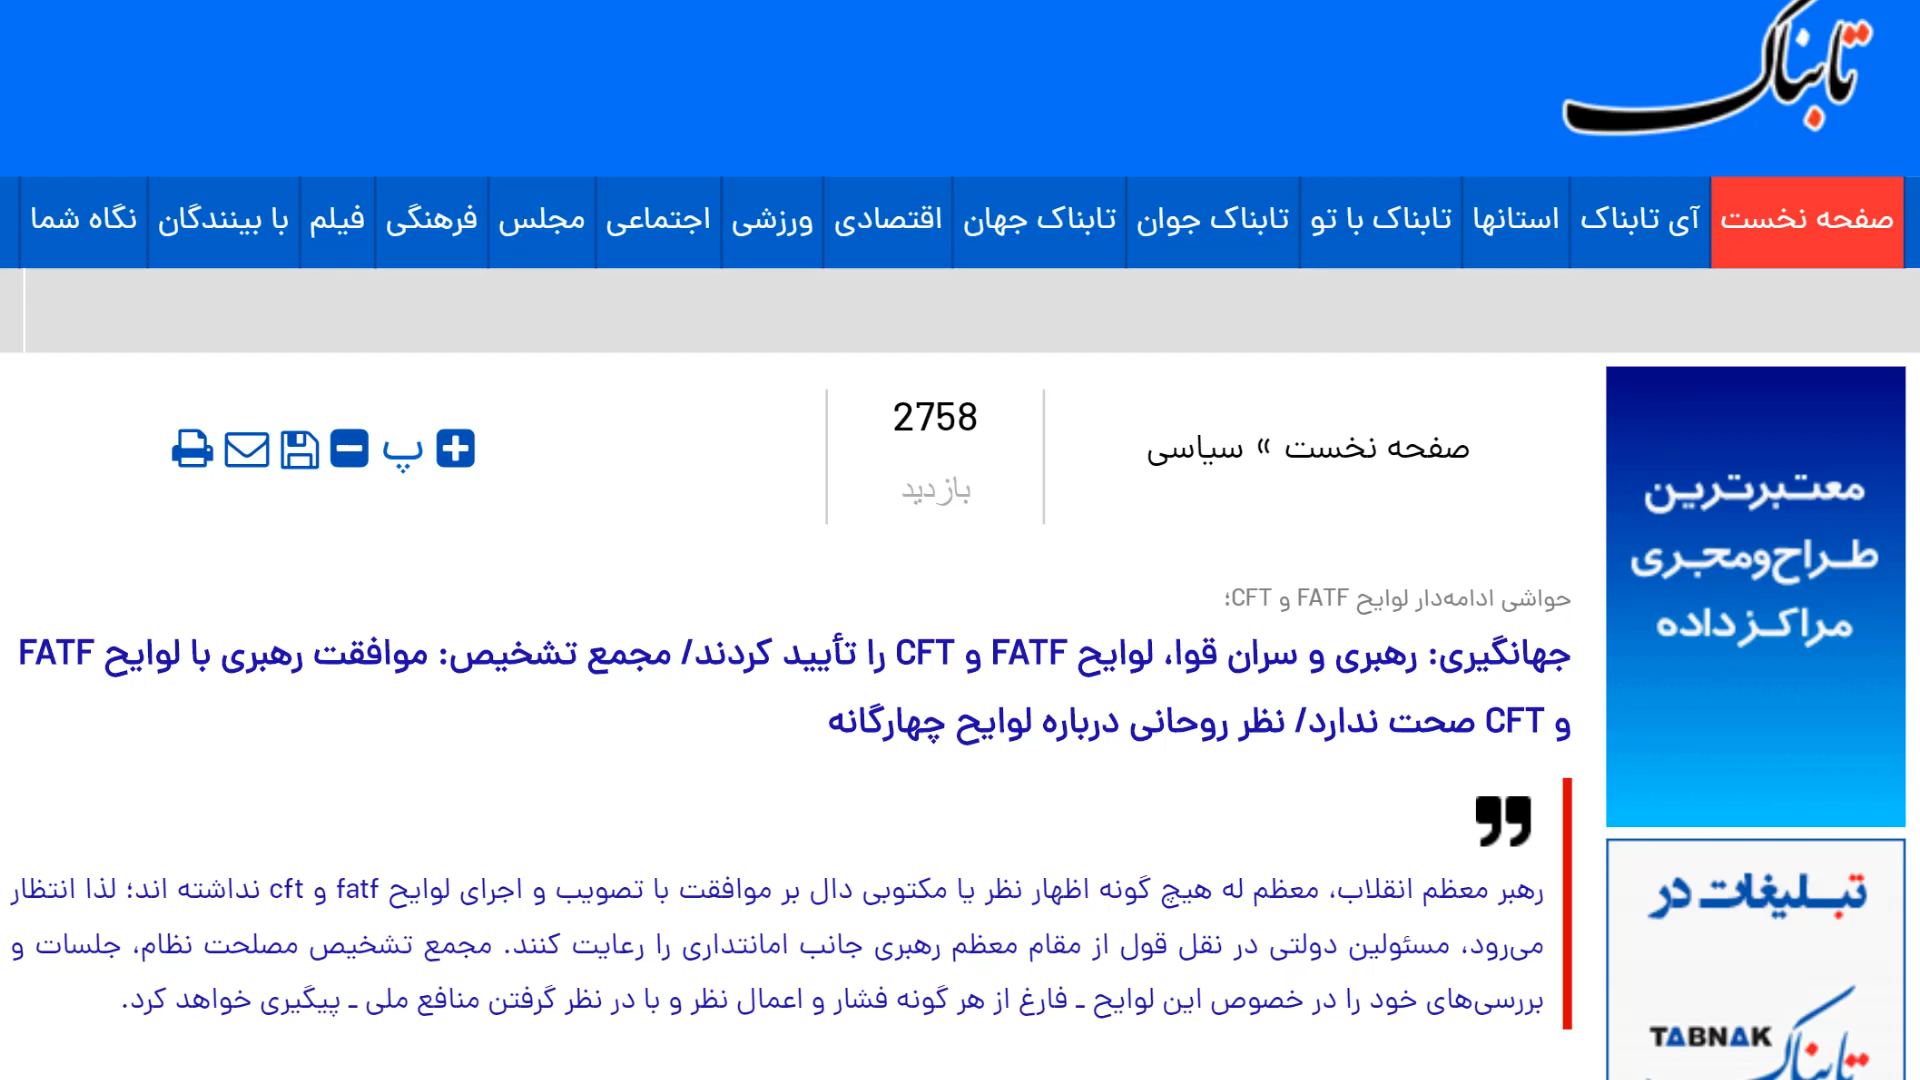 تابناک
صفحه نخست آی تابناک استانها تابناک با تو تابناک جوان تابناک جهان اقتصادی ورزشی اجتماعی مجلس فرهنگی فیلم با بینندگان نگاه شما
صفحه نخست » سیاسی
2758
بازدید
پ
معتبرترین
طراح‌ومجری
مراکزداده
حواشی ادامه‌دار لوایح FATF و CFT؛
جهانگیری: رهبری و سران قوا، لوایح FATF و CFT را تأیید کردند/ مجمع تشخیص: موافقت رهبری با لوایح FATF
و CFT صحت ندارد/ نظر روحانی درباره لوایح چهارگانه
رهبر معظم انقلاب، معظم له هیچ گونه اظهار نظر یا مکتوبی دال بر موافقت با تصویب و اجرای لوایح fatf و cft نداشته اند؛ لذا انتظار
می‌رود، مسئولین دولتی در نقل قول از مقام معظم رهبری جانب امانتداری را رعایت کنند. مجمع تشخیص مصلحت نظام، جلسات و
بررسی‌های خود را در خصوص این لوایح ـ فارغ از هر گونه فشار و اعمال نظر و با در نظر گرفتن منافع ملی ـ پیگیری خواهد کرد.
تبلیغات در
TABNAK تابناک